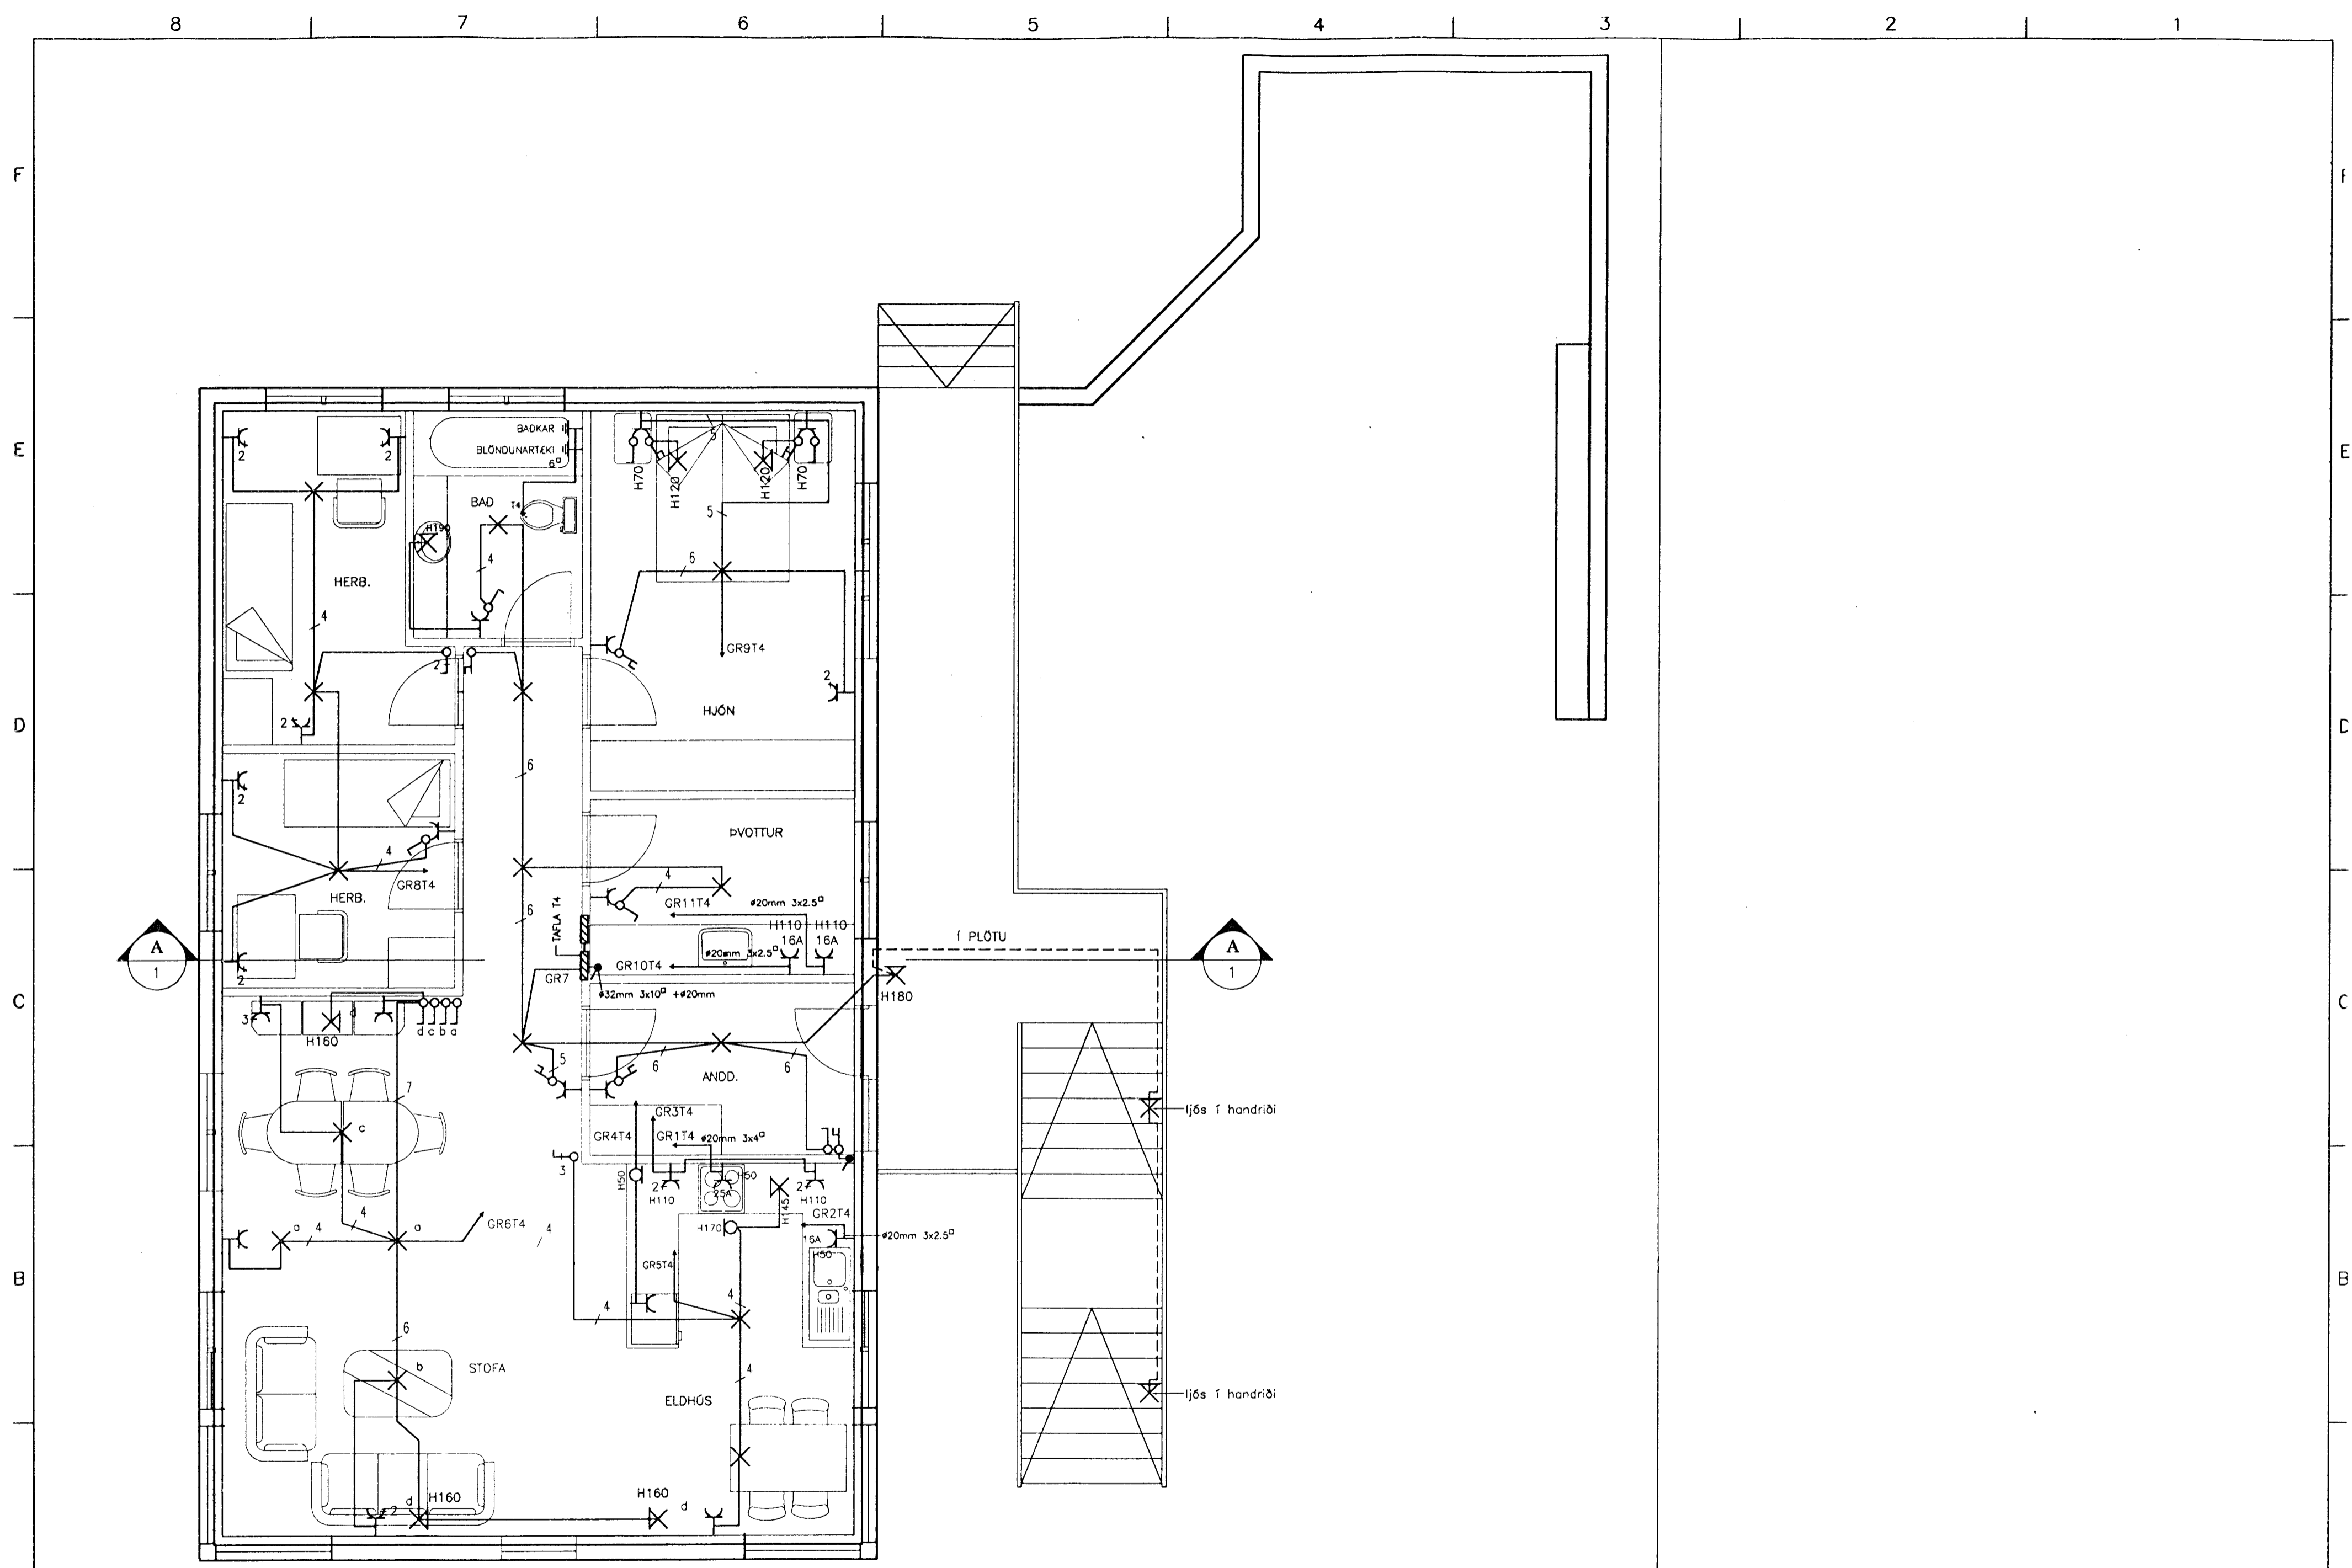 8 7 6 5 4 3 2 1
F F
E E
BADKAR
BLÖNDUNARTÆKI
6□
5
2 2
H70 H120 H120 H70
BAD
T4
H190
5
4
6
HERB.
4
GR9T4
2
2
HJÓN
2
6
2
ÞVOTTUR
4
GR8T4
4
HERB.
GR11T4 ø20mm 3x2.5□
6
TAFLA T4
H110 H110
16A 16A
Í PLÖTU
A
1
A
1
ø20mm 3x2.5□
GR10T4
GR7
2
ø32mm 3x10□ +ø20mm
H180
D D
C C
3
d
d c b a
H160
5
6
6
ANDD.
7
GR3T4
ljós í handriði
c
GR4T4 GR1T4 ø20mm 3x4□
3
H50
2
H110
H50
25A
2
H110
H145
4
a 4 a
GR6T4
4
H170
GR2T4
16A
H50
ø20mm 3x2.5□
GR5T4
B B
4
4
6
b
STOFA
4
ELDHÚS
ljós í handriði
2
d
H160
H160
d